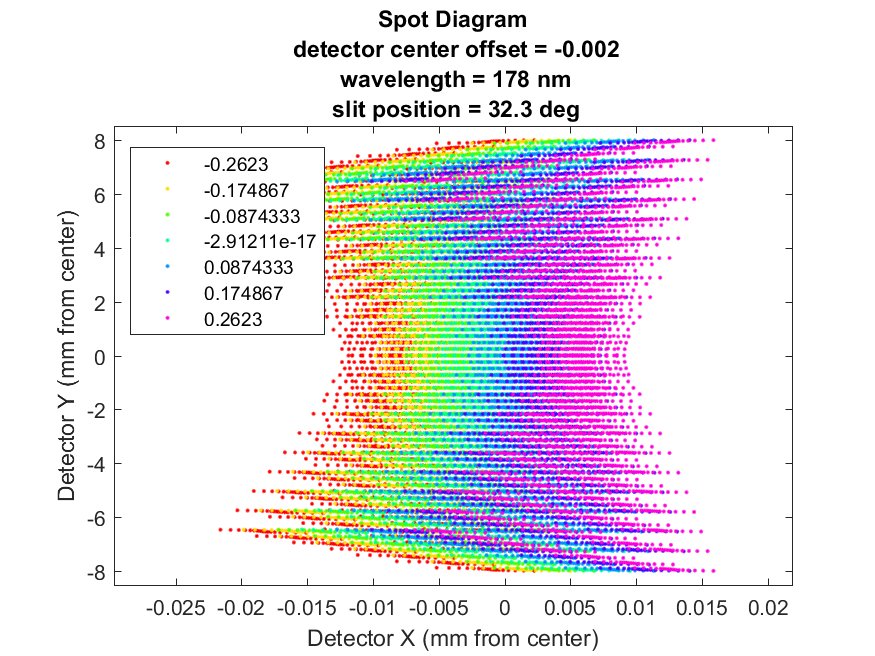 Spot Diagram
detector center offset = -0.002
wavelength = 178 nm
slit position = 32.3 deg
8
6
4
2
0
-2
-4
-6
-8
Detector Y (mm from center)
-0.2623
-0.174867
-0.0874333
-2.91211e-17
0.0874333
0.174867
0.2623
-0.025 -0.02 -0.015 -0.01 -0.005 0 0.005 0.01 0.015 0.02
Detector X (mm from center)